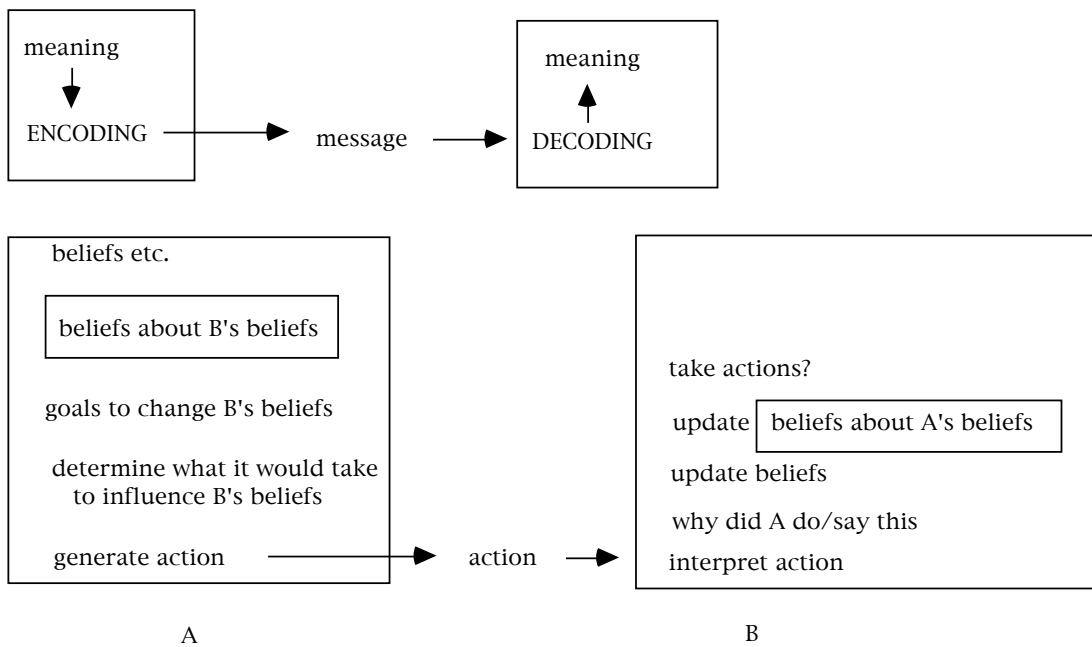 meaning
ENCODING
message
meaning
DECODING
beliefs etc.
beliefs about B's beliefs
goals to change B's beliefs
determine what it would take
to influence B's beliefs
generate action
action
take actions?
update beliefs about A's beliefs
update beliefs
why did A do/say this
interpret action
A
B